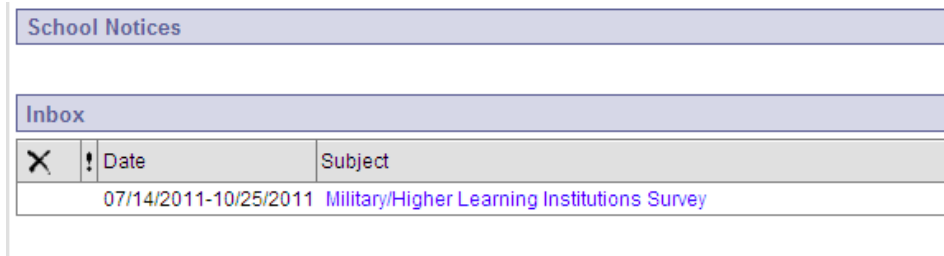 School Notices
Inbox
! Date Subject
07/14/2011-10/25/2011 Military/Higher Learning Institutions Survey